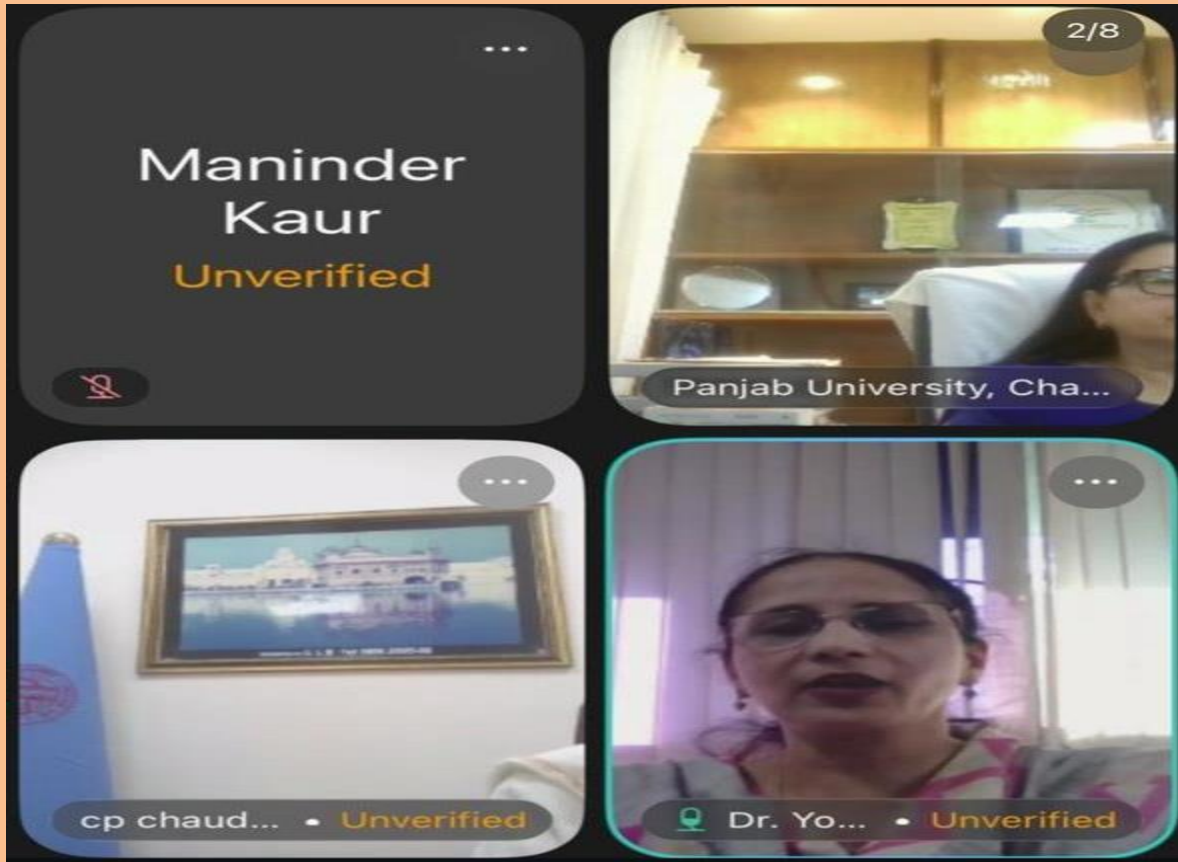 Maninder
Kaur
Unverified
2/8
Panjab University, Cha...
cp chaud... • Unverified
Dr. Yo... • Unverified